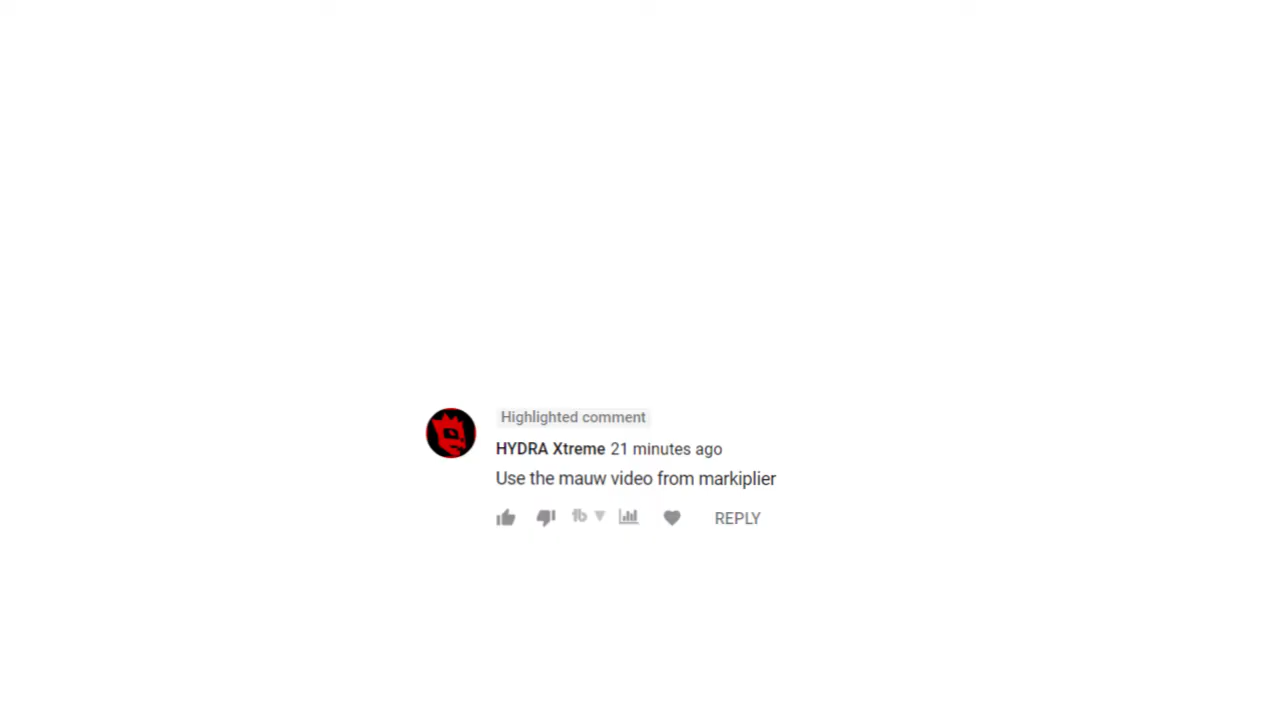 Highlighted comment
HYDRA Xtreme 21 minutes ago
Use the mauw video from markiplier
REPLY